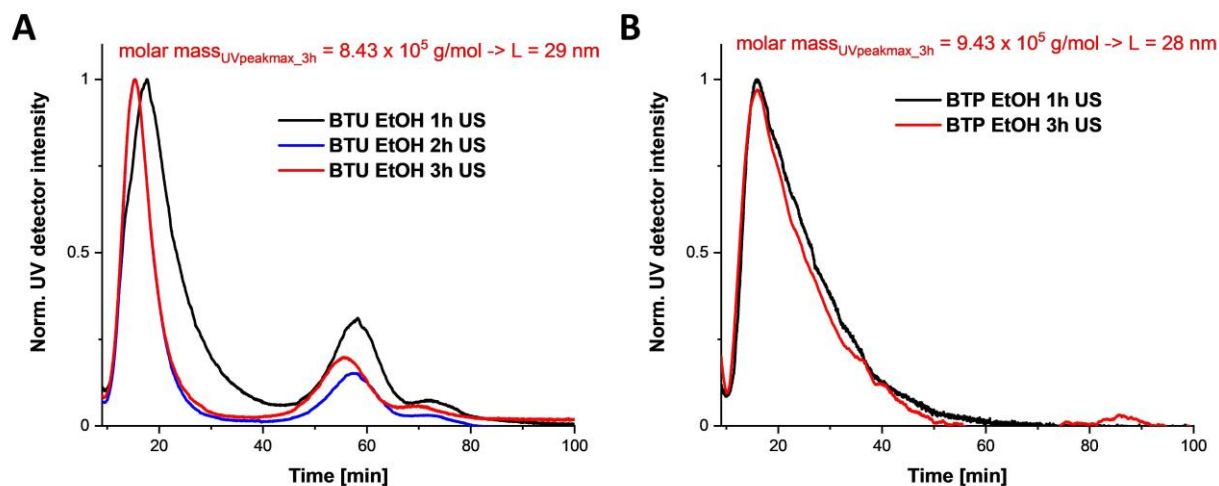 A
molar mass_UVpeakmax_3h = 8.43 x 10^5 g/mol -> L = 29 nm
BTU EtOH 1h US
BTU EtOH 2h US
BTU EtOH 3h US
Norm. UV detector intensity
1
0.5
0
20
40
60
80
100
Time [min]
B
molar mass_UVpeakmax_3h = 9.43 x 10^5 g/mol -> L = 28 nm
BTP EtOH 1h US
BTP EtOH 3h US
Norm. UV detector intensity
1
0.5
0
20
40
60
80
100
Time [min]